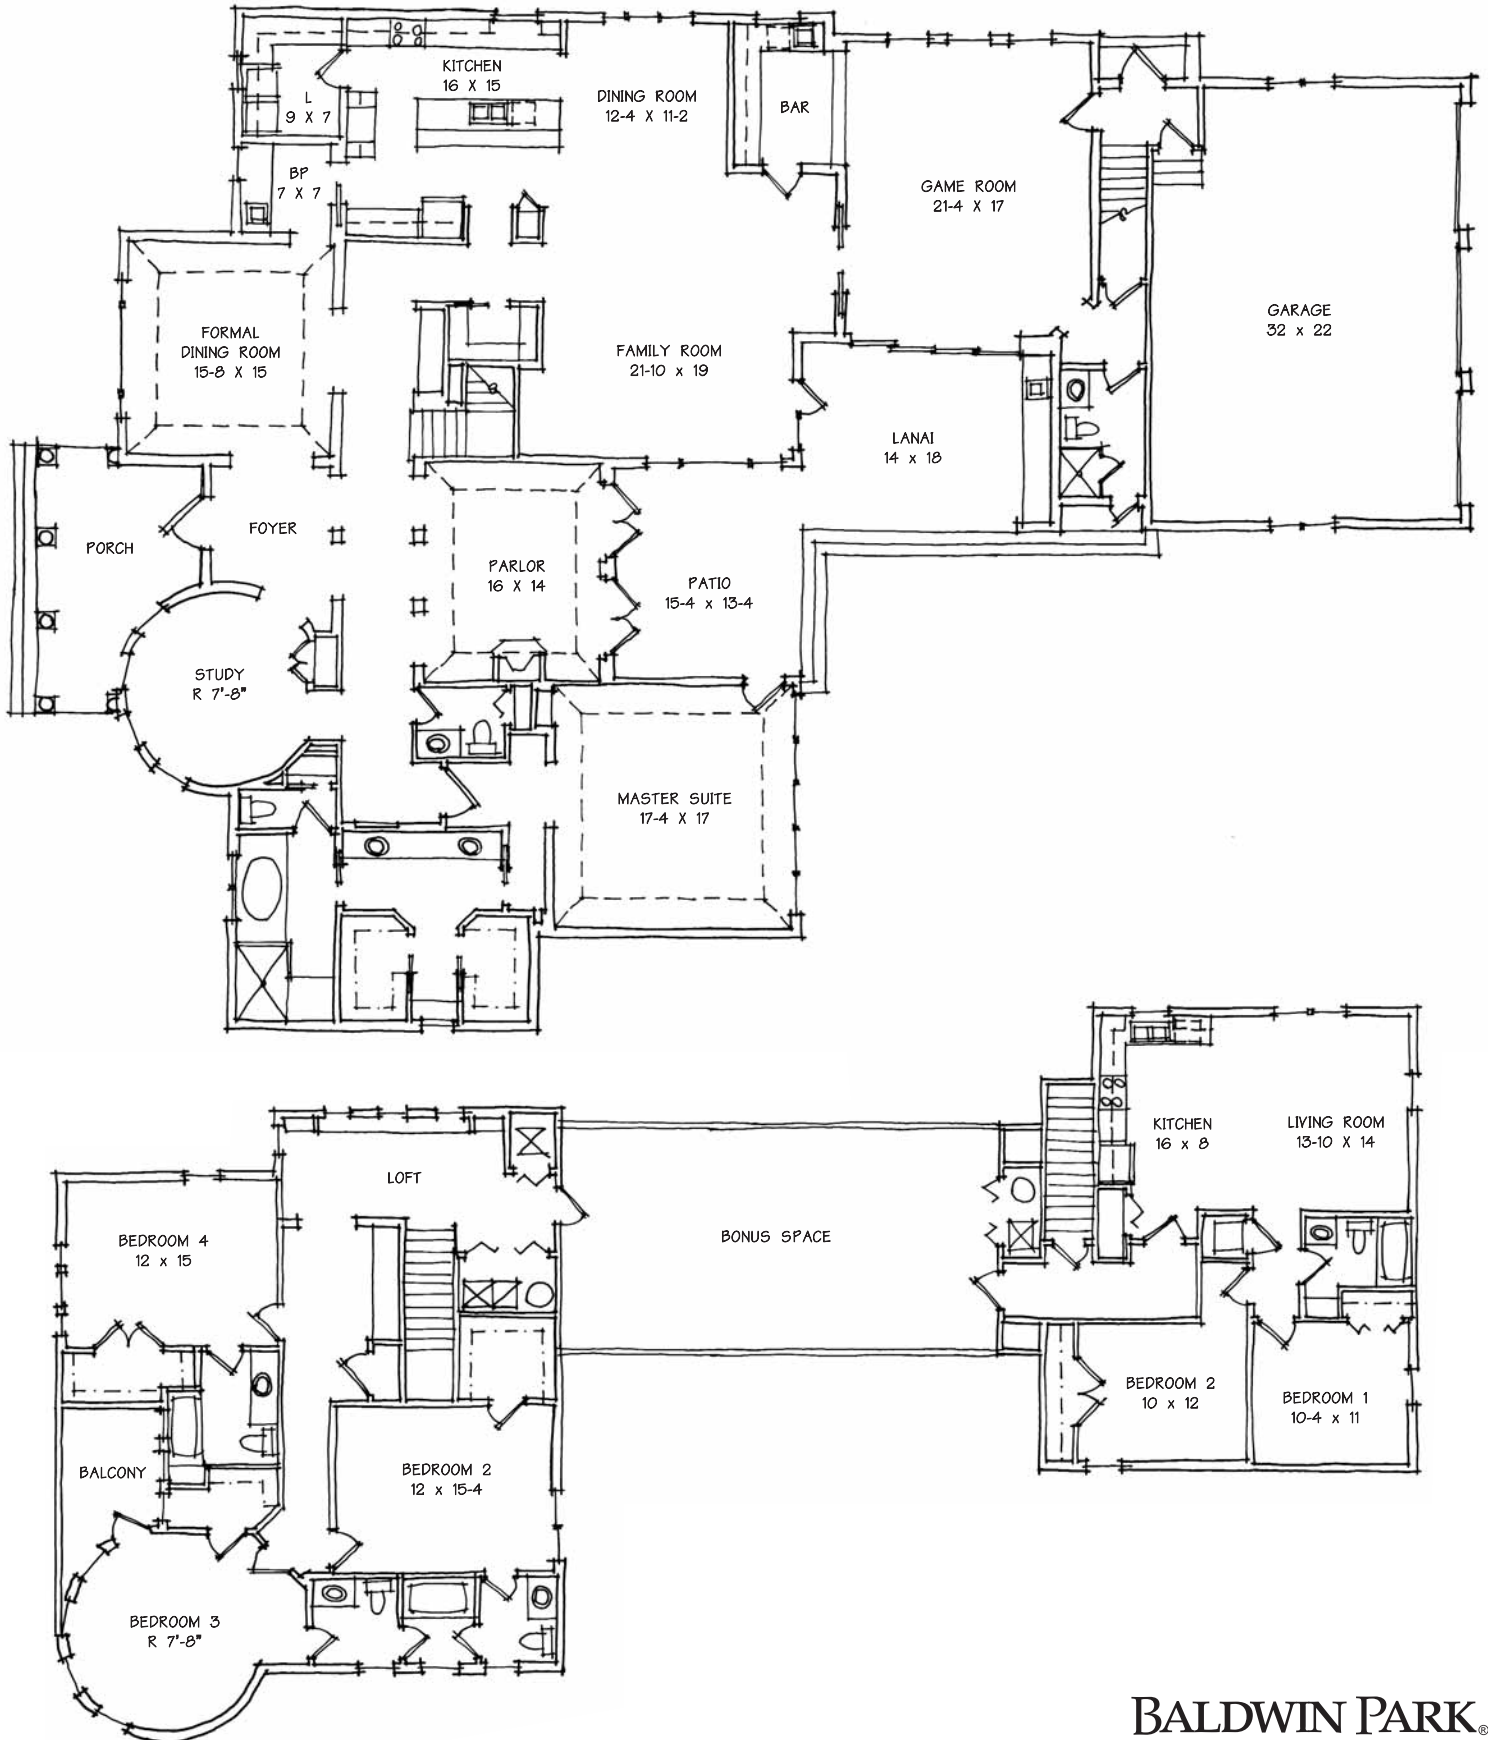 KITCHEN
16 X 15
L
9 X 7
DINING ROOM
12-4 X 11-2
BAR
BP
7 X 7
GAME ROOM
21-4 X 17
GARAGE
32 x 22
FORMAL
DINING ROOM
15-8 X 15
FAMILY ROOM
21-10 x 19
LANAI
14 x 18
FOYER
PORCH
PARLOR
16 X 14
PATIO
15-4 x 13-4
STUDY
R 7'-8"
MASTER SUITE
17-4 X 17
KITCHEN
16 x 8
LIVING ROOM
13-10 X 14
LOFT
BEDROOM 4
12 x 15
BONUS SPACE
BEDROOM 2
10 x 12
BEDROOM 1
10-4 x 11
BALCONY
BEDROOM 2
12 x 15-4
BEDROOM 3
R 7'-8"
BALDWIN PARK®